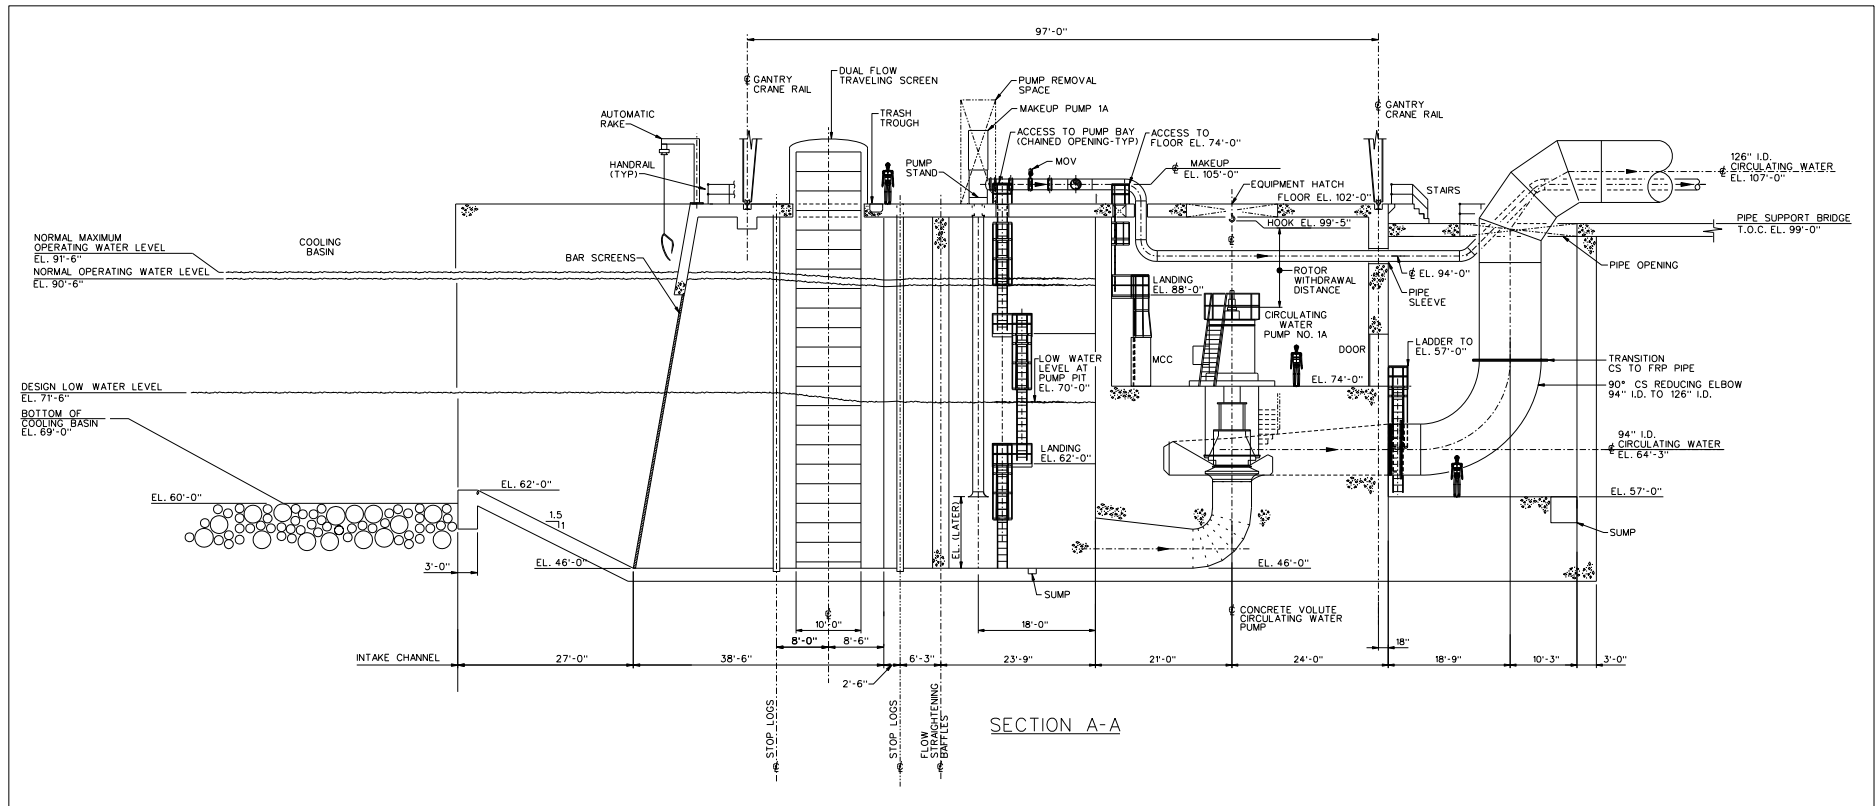 97'-0"
℄ GANTRY
CRANE RAIL
DUAL FLOW
TRAVELING SCREEN
PUMP REMOVAL
SPACE
AUTOMATIC
RAKE
TRASH
TROUGH
MAKEUP PUMP 1A
℄ GANTRY
CRANE RAIL
ACCESS TO PUMP BAY
(CHAINED OPENING-TYP)
ACCESS TO
FLOOR EL. 74'-0"
HANDRAIL
(TYP)
PUMP
STAND
MOV
℄ MAKEUP
EL. 105'-0"
126" I.D.
℄ CIRCULATING WATER
EL. 107'-0"
EQUIPMENT HATCH
FLOOR EL. 102'-0"
STAIRS
HOOK EL. 99'-5"
PIPE SUPPORT BRIDGE
T.O.C. EL. 99'-0"
NORMAL MAXIMUM
OPERATING WATER LEVEL
EL. 91'-6"
COOLING
BASIN
BAR SCREENS
NORMAL OPERATING WATER LEVEL
EL. 90'-6"
℄
ROTOR
WITHDRAWAL
DISTANCE
℄ EL. 94'-0"
PIPE OPENING
PIPE
SLEEVE
LANDING
EL. 88'-0"
CIRCULATING
WATER
PUMP NO. 1A
LOW WATER
LEVEL AT
PUMP PIT
EL. 70'-0"
MCC
DOOR
LADDER TO
EL. 57'-0"
TRANSITION
CS TO FRP PIPE
EL. 74'-0"
90° CS REDUCING ELBOW
94" I.D. TO 126" I.D.
DESIGN LOW WATER LEVEL
EL. 71'-6"
BOTTOM OF
COOLING BASIN
EL. 69'-0"
LANDING
EL. 62'-0"
94" I.D.
℄ CIRCULATING WATER
EL. 64'-3"
EL. 60'-0"
EL. 62'-0"
EL. 57'-0"
1.5
1
EL. (LATER)
SUMP
3'-0"
EL. 46'-0"
EL. 46'-0"
SUMP
℄ CONCRETE VOLUTE
CIRCULATING WATER
PUMP
℄
10'-0"
8'-0"
8'-6"
18'-0"
18"
INTAKE CHANNEL
27'-0"
38'-6"
6'-3"
23'-9"
21'-0"
24'-0"
18'-9"
10'-3"
3'-0"
2'-6"
℄ STOP LOGS
℄ STOP LOGS
℄ FLOW
STRAIGHTENING
BAFFLES
SECTION A-A